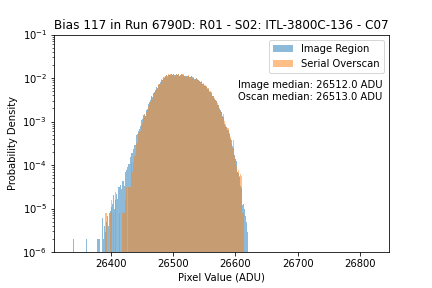 Bias 117 in Run 6790D: R01 - S02: ITL-3800C-136 - C07
Image Region
Serial Overscan
Image median: 26512.0 ADU
Oscan median: 26513.0 ADU
Probability Density
10⁻¹
10⁻²
10⁻³
10⁻⁴
10⁻⁵
10⁻⁶
26400 26500 26600 26700 26800
Pixel Value (ADU)